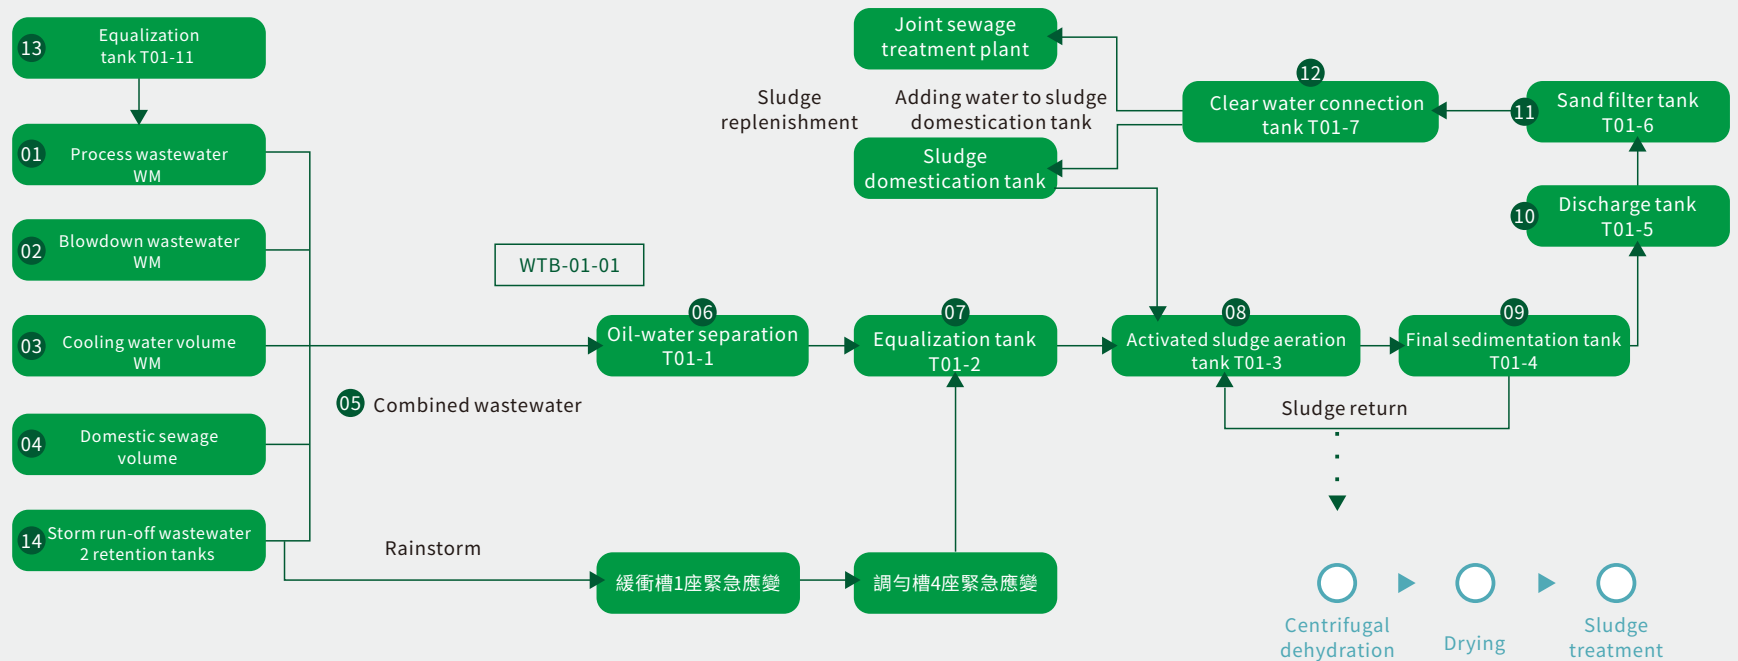 13
Equalization
tank T01-11
01
Process wastewater
WM
02
Blowdown wastewater
WM
03
Cooling water volume
WM
04
Domestic sewage
volume
14
Storm run-off wastewater
2 retention tanks
05
Combined wastewater
Rainstorm
WTB-01-01
06
Oil-water separation
T01-1
07
Equalization tank
T01-2
08
Activated sludge aeration
tank T01-3
09
Final sedimentation tank
T01-4
10
Discharge tank
T01-5
11
Sand filter tank
T01-6
12
Clear water connection
tank T01-7
Joint sewage
treatment plant
Sludge
replenishment
Adding water to sludge
domestication tank
Sludge
domestication tank
Sludge return
緩衝槽1座緊急應變
調勻槽4座緊急應變
Centrifugal
dehydration
Drying
Sludge
treatment